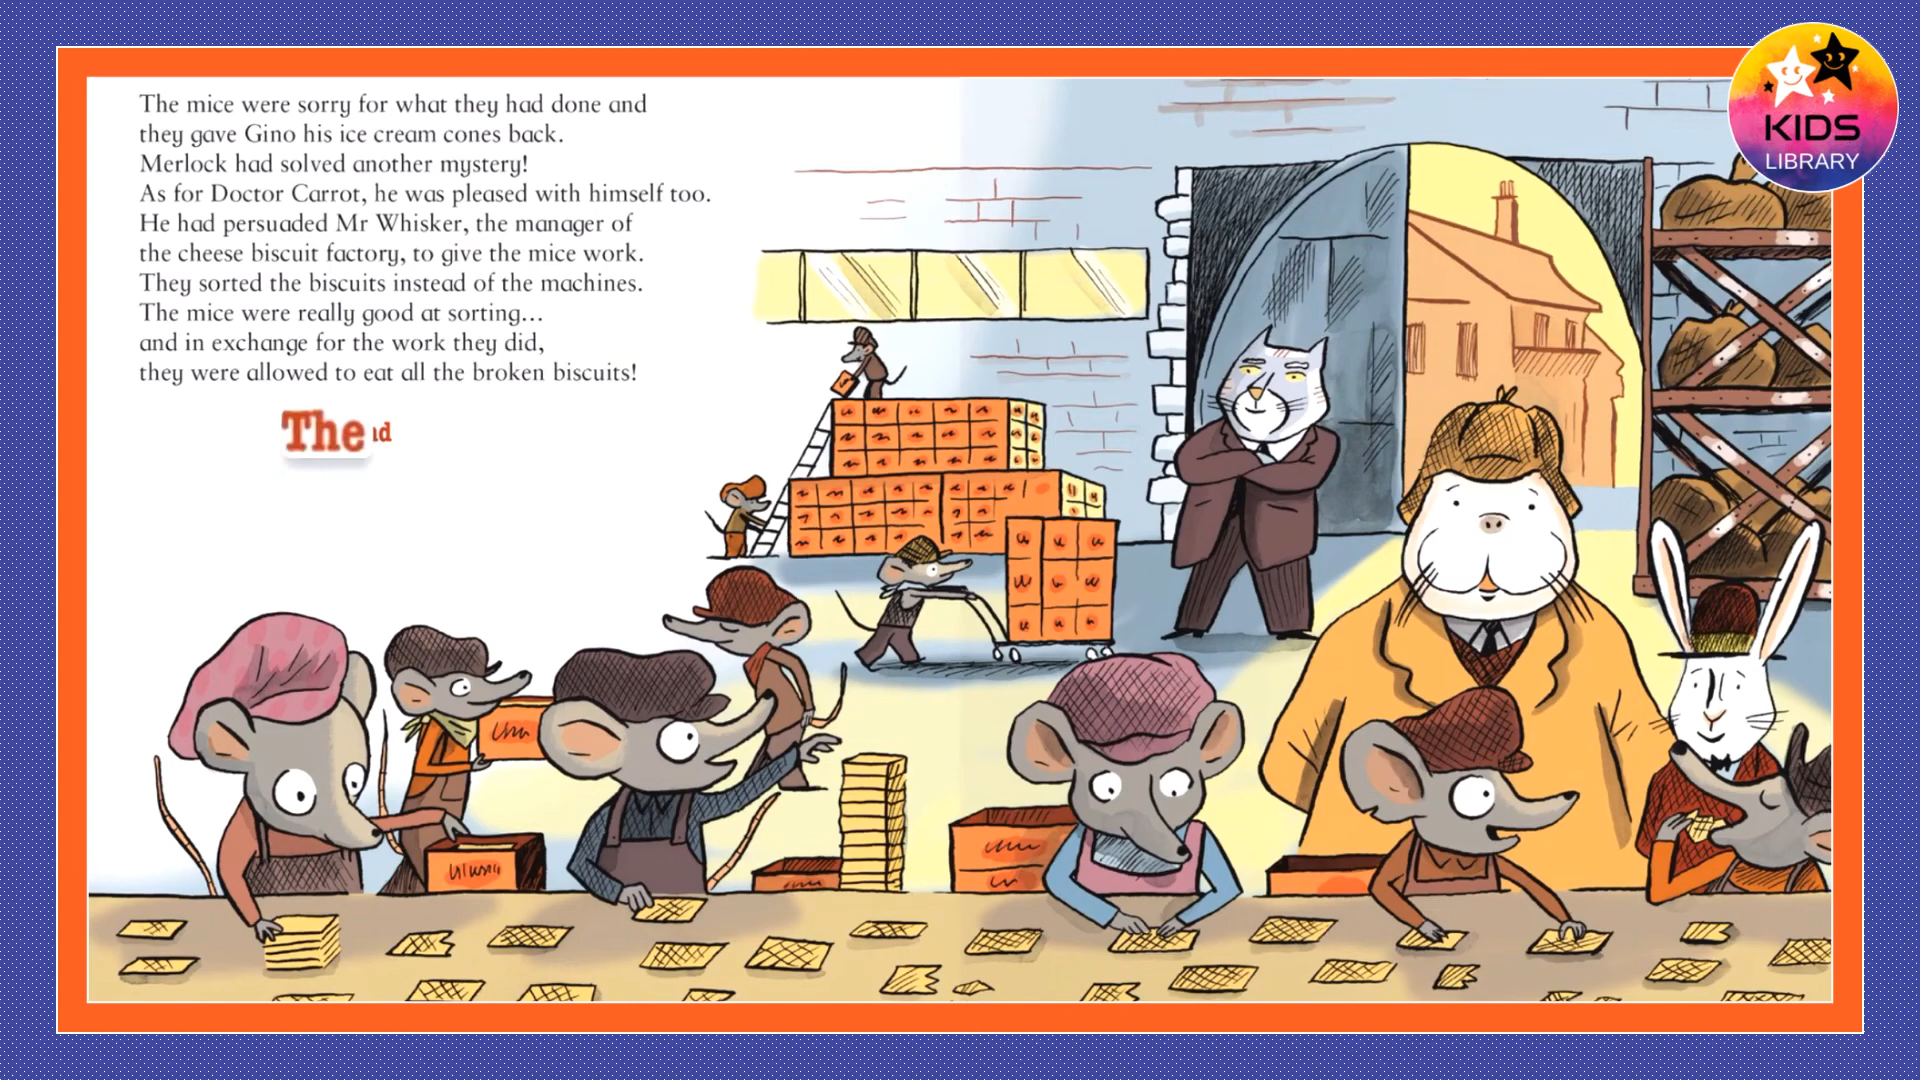 The mice were sorry for what they had done and
they gave Gino his ice cream cones back.
Merlock had solved another mystery!
As for Doctor Carrot, he was pleased with himself too.
He had persuaded Mr Whisker, the manager of
the cheese biscuit factory, to give the mice work.
They sorted the biscuits instead of the machines.
The mice were really good at sorting...
and in exchange for the work they did,
they were allowed to eat all the broken biscuits!
The
KIDS
LIBRARY